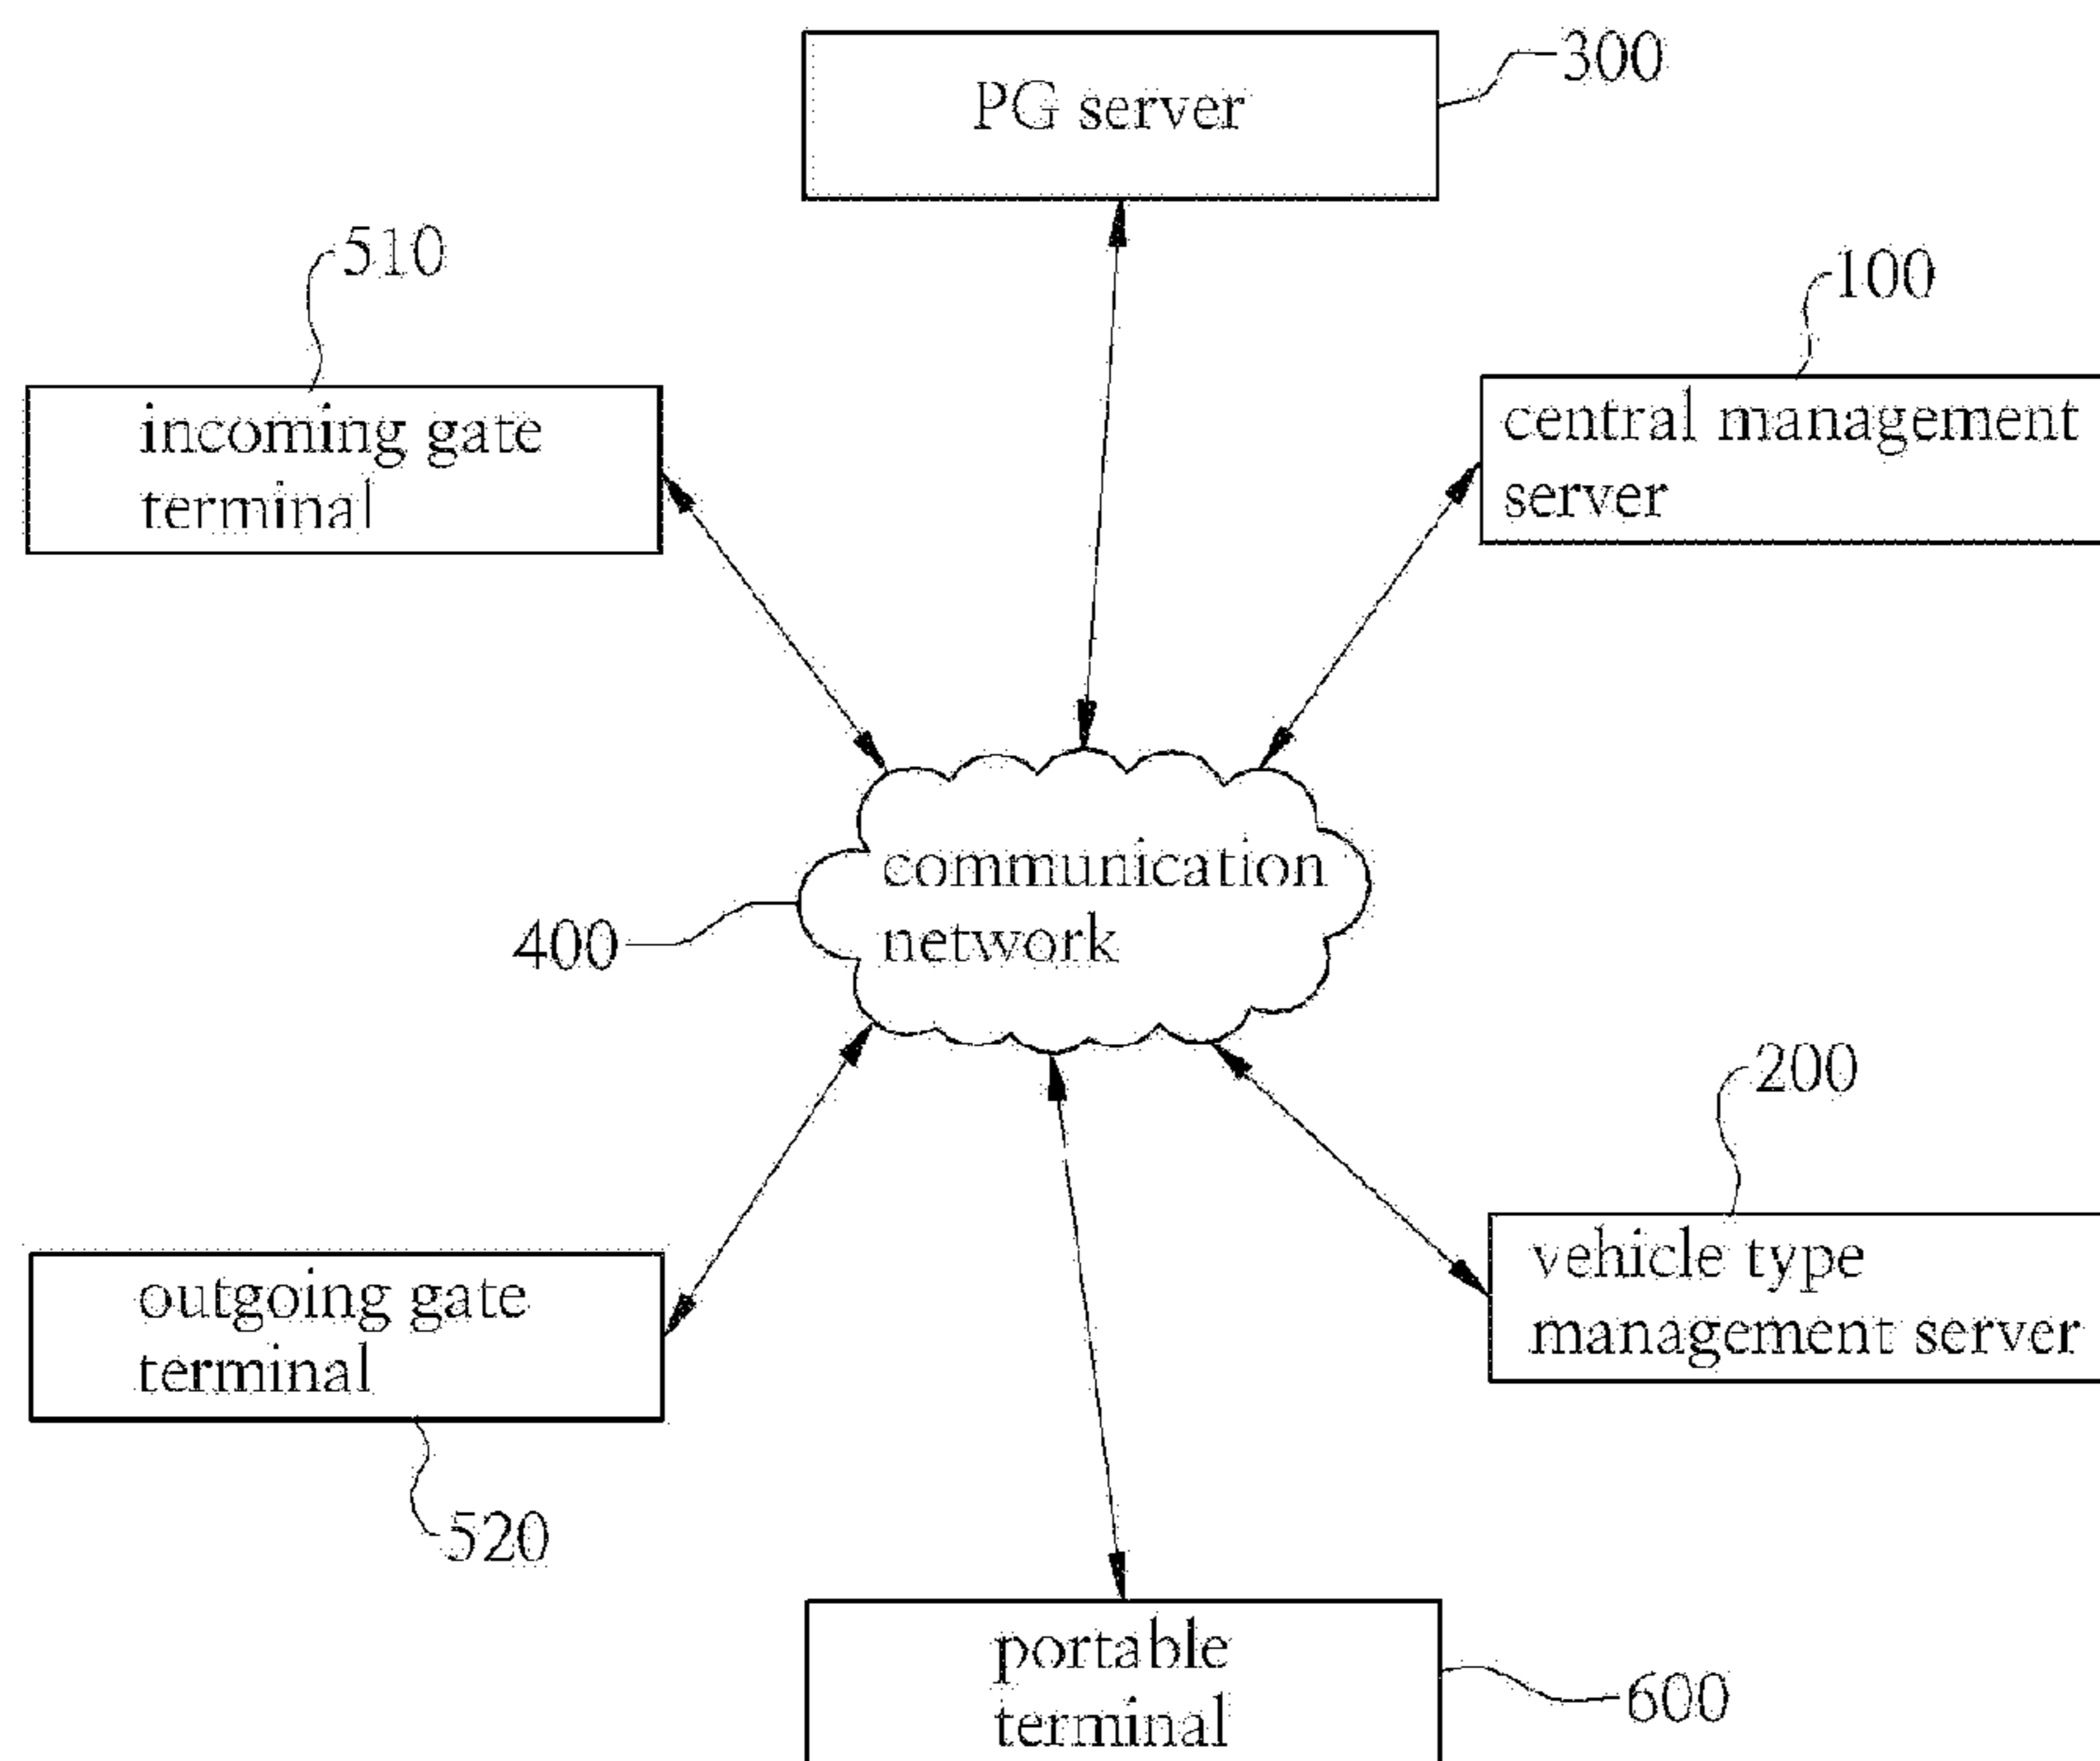 PG server
300
510
100
incoming gate
terminal
central management
server
communication
network
400
200
outgoing gate
terminal
vehicle type
management server
520
portable
terminal
600